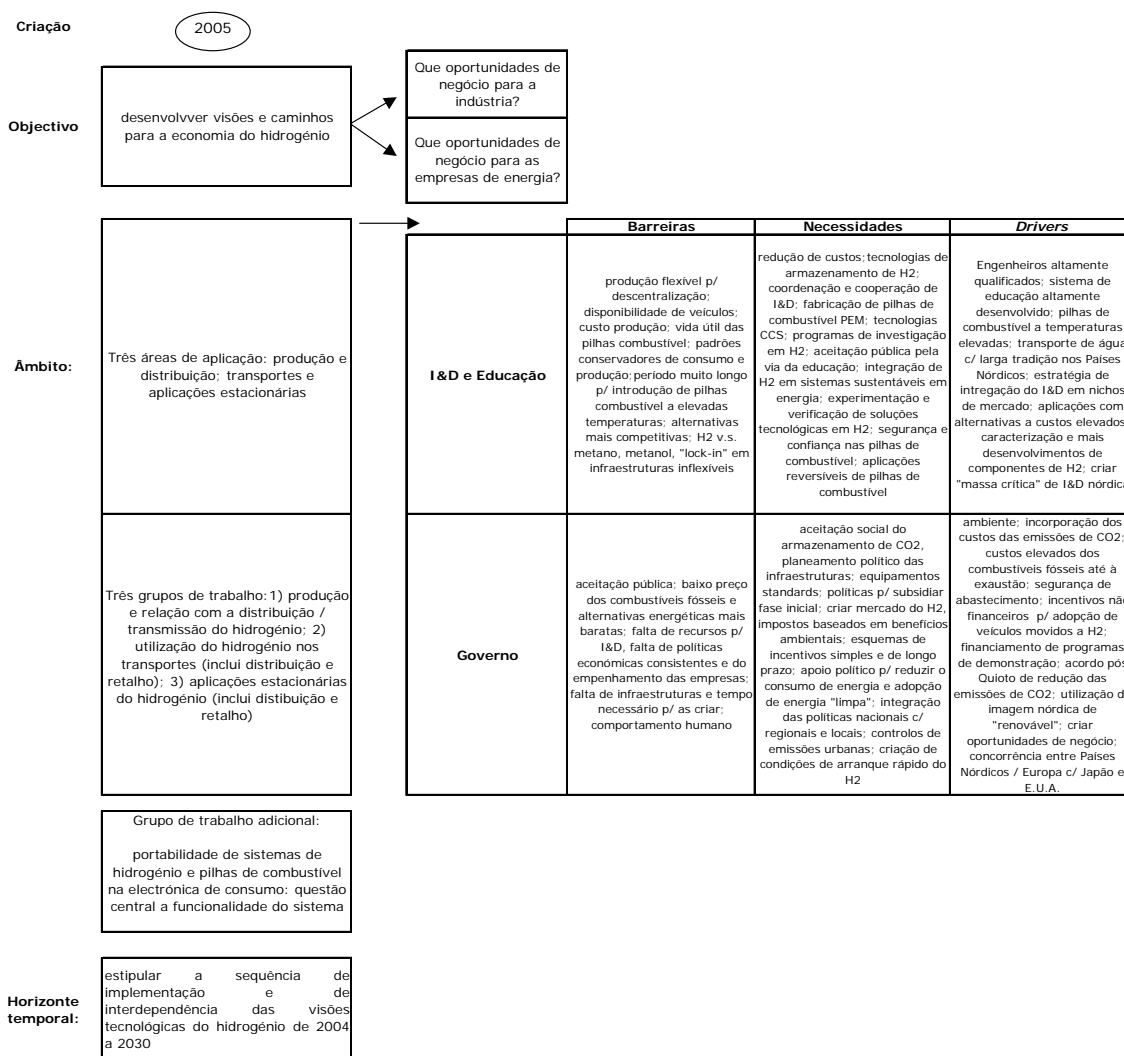 Criação
2005
Objectivo
desenvolvver visões e caminhos
para a economia do hidrogénio
Que oportunidades de
negócio para a
indústria?
Que oportunidades de
negócio para as
empresas de energia?
Âmbito:
Três áreas de aplicação: produção e
distribuição; transportes e
aplicações estacionárias
Barreiras
Necessidades
Drivers
I&D e Educação
produção flexível p/
descentralização;
disponibilidade de veículos;
custo produção; vida útil das
pilhas combustível; padrões
conservadores de consumo e
produção;período muito longo
p/ introdução de pilhas
combustível a elevadas
temperaturas; alternativas
mais competitivas; H2 v.s.
metano, metanol, "lock-in" em
infraestruturas inflexíveis
redução de custos;tecnologias de
armazenamento de H2;
coordenação e cooperação de
I&D; fabricação de pilhas de
combustível PEM; tecnologias
CCS; programas de investigação
em H2; aceitação pública pela
via da educação; integração de
H2 em sistemas sustentáveis em
energia; experimentação e
verificação de soluções
tecnológicas em H2; segurança e
confiança nas pilhas de
combustível; aplicações
reversíveis de pilhas de
combustível
Engenheiros altamente
qualificados; sistema de
educação altamente
desenvolvido; pilhas de
combustível a temperaturas
elevadas; transporte de água
c/ larga tradição nos Países
Nórdicos; estratégia de
intregação do I&D em nichos
de mercado; aplicações com
alternativas a custos elevados
caracterização e mais
desenvolvimentos de
componentes de H2; criar
"massa crítica" de I&D nórdica
Três grupos de trabalho:1) produção
e relação com a distribuição /
transmissão do hidrogénio; 2)
utilização do hidrogénio nos
transportes (inclui distribuição e
retalho); 3) aplicações estacionárias
do hidrogénio (inclui distibuição e
retalho)
Governo
aceitação pública; baixo preço
dos combustíveis fósseis e
alternativas energéticas mais
baratas; falta de recursos p/
I&D, falta de políticas
económicas consistentes e do
empenhamento das empresas;
falta de infraestruturas e tempo
necessário p/ as criar;
comportamento humano
aceitação social do
armazenamento de CO2,
planeamento político das
infraestruturas; equipamentos
standards; políticas p/ subsidiar
fase inicial; criar mercado do H2,
impostos baseados em benefícios
ambientais; esquemas de
incentivos simples e de longo
prazo; apoio político p/ reduzir o
consumo de energia e adopção
de energia "limpa"; integração
das políticas nacionais c/
regionais e locais; controlos de
emissões urbanas; criação de
condições de arranque rápido do
H2
ambiente; incorporação dos
custos das emissões de CO2;
custos elevados dos
combustíveis fósseis até à
exaustão; segurança de
abastecimento; incentivos não
financeiros p/ adopção de
veículos movidos a H2;
financiamento de programas
de demonstração; acordo pós
Quioto de redução das
emissões de CO2; utilização d
imagem nórdica de
"renovável"; criar
oportunidades de negócio;
concorrência entre Países
Nórdicos / Europa c/ Japão e
E.U.A.
Grupo de trabalho adicional:
portabilidade de sistemas de
hidrogénio e pilhas de combustível
na electrónica de consumo: questão
central a funcionalidade do sistema
Horizonte
temporal:
estipular a sequência de
implementação e de
interdependência das visões
tecnológicas do hidrogénio de 2004
a 2030